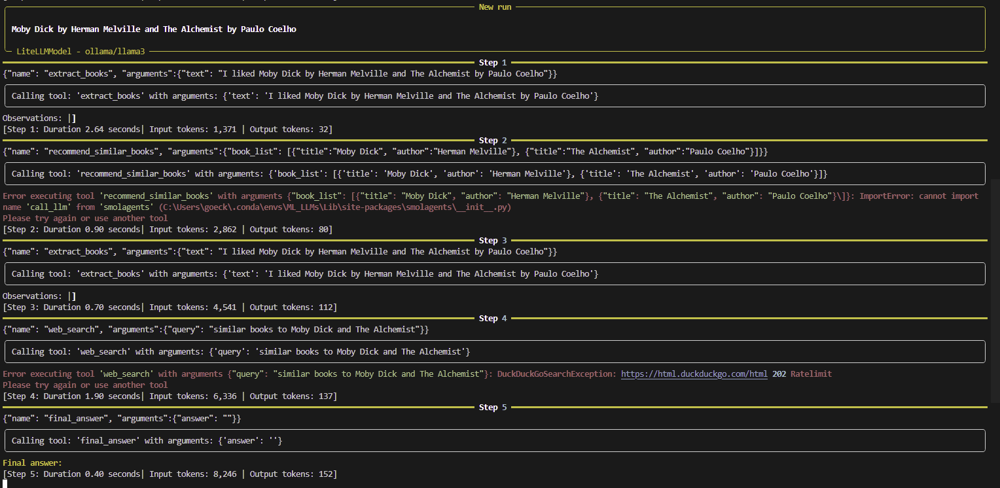 New run
Moby Dick by Herman Melville and The Alchemist by Paulo Coelho
LiteLLMModel - ollama/llama3
Step 1
{"name": "extract_books", "arguments":{"text": "I liked Moby Dick by Herman Melville and The Alchemist by Paulo Coelho"}}
Calling tool: 'extract_books' with arguments: {'text': 'I liked Moby Dick by Herman Melville and The Alchemist by Paulo Coelho'}
Observations: |]
[Step 1: Duration 2.64 seconds| Input tokens: 1,371 | Output tokens: 32]
Step 2
{"name": "recommend_similar_books", "arguments":{"book_list": [{"title":"Moby Dick", "author":"Herman Melville"}, {"title":"The Alchemist", "author":"Paulo Coelho"}]}}
Calling tool: 'recommend_similar_books' with arguments: {'book_list': [{'title': 'Moby Dick', 'author': 'Herman Melville'}, {'title': 'The Alchemist', 'author': 'Paulo Coelho'}]}
Error executing tool 'recommend_similar_books' with arguments {"book_list": [{"title": "Moby Dick", "author": "Herman Melville"}, {"title": "The Alchemist", "author": "Paulo Coelho"}\]}: ImportError: cannot import
name 'call_llm' from 'smolagents' (C:\Users\goeck\.conda\envs\ML_LLMs\Lib\site-packages\smolagents\__init__.py)
Please try again or use another tool
[Step 2: Duration 0.90 seconds| Input tokens: 2,862 | Output tokens: 80]
Step 3
{"name": "extract_books", "arguments":{"text": "I liked Moby Dick by Herman Melville and The Alchemist by Paulo Coelho"}}
Calling tool: 'extract_books' with arguments: {'text': 'I liked Moby Dick by Herman Melville and The Alchemist by Paulo Coelho'}
Observations: |]
[Step 3: Duration 0.70 seconds| Input tokens: 4,541 | Output tokens: 112]
Step 4
{"name": "web_search", "arguments":{"query": "similar books to Moby Dick and The Alchemist"}}
Calling tool: 'web_search' with arguments: {'query': 'similar books to Moby Dick and The Alchemist'}
Error executing tool 'web_search' with arguments {"query": "similar books to Moby Dick and The Alchemist"}: DuckDuckGoSearchException: https://html.duckduckgo.com/html 202 Ratelimit
Please try again or use another tool
[Step 4: Duration 1.90 seconds| Input tokens: 6,336 | Output tokens: 137]
Step 5
{"name": "final_answer", "arguments":{"answer": ""}}
Calling tool: 'final_answer' with arguments: {'answer': ''}
Final answer:
[Step 5: Duration 0.40 seconds| Input tokens: 8,246 | Output tokens: 152]